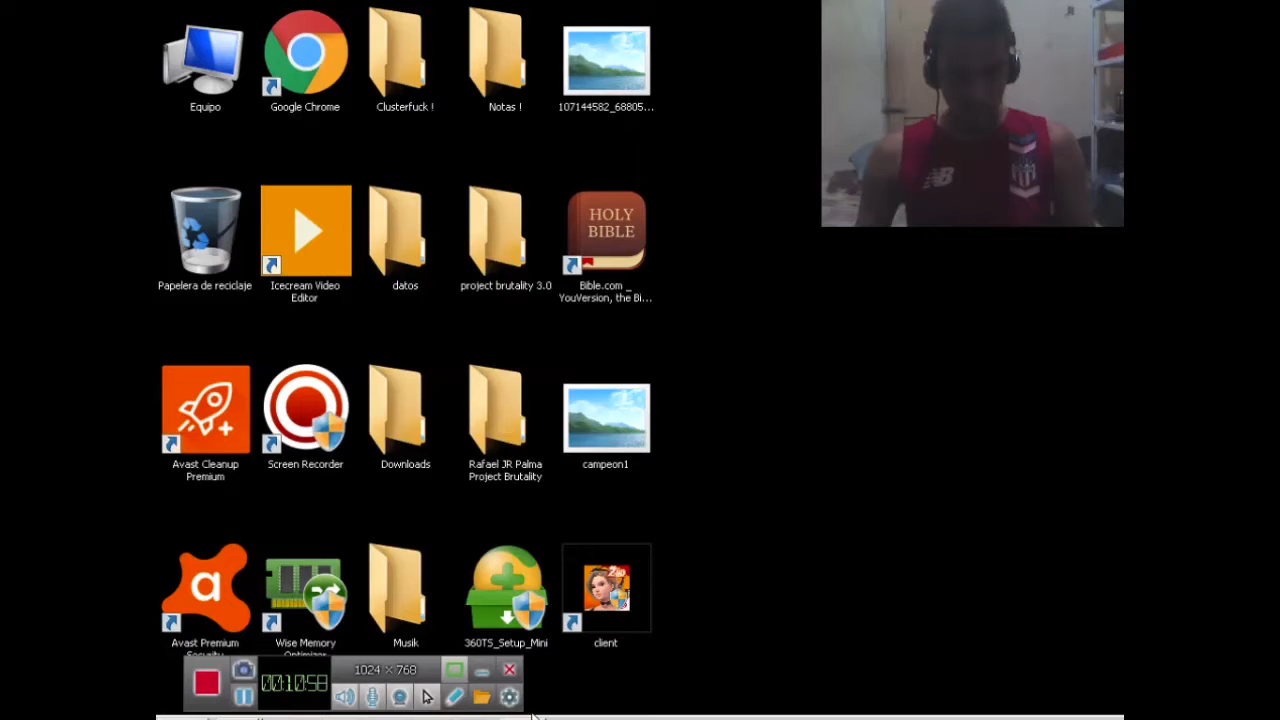 Equipo
Google Chrome
Clusterfuck !
Notas !
107144582_68805...
Papelera de reciclaje
Icecream Video
Editor
datos
project brutality 3.0
HOLY
BIBLE
Bible.com _
YouVersion, the Bi...
Avast Cleanup
Premium
Screen Recorder
Downloads
Rafael JR Palma
Project Brutality
campeon1
Avast Premium
Security
Wise Memory
Optimizer
Musik
360TS_Setup_Mini
client
00:10:58
1024 × 768